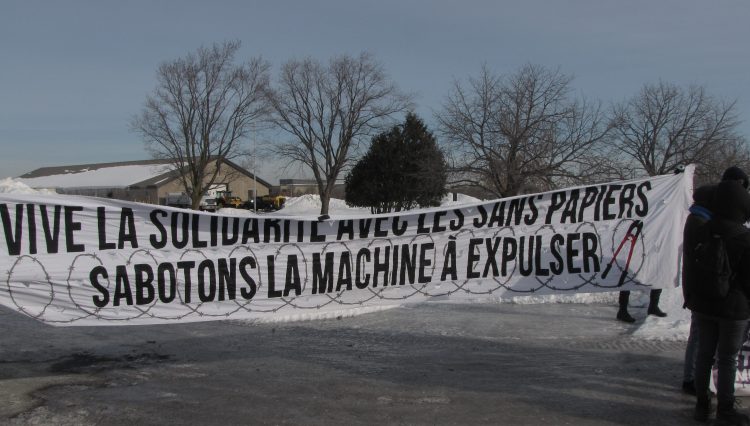 VIVE LA SOLIDARITÉ AVEC LES SANS PAPIERS
SABOTONS LA MACHINE À EXPULSER